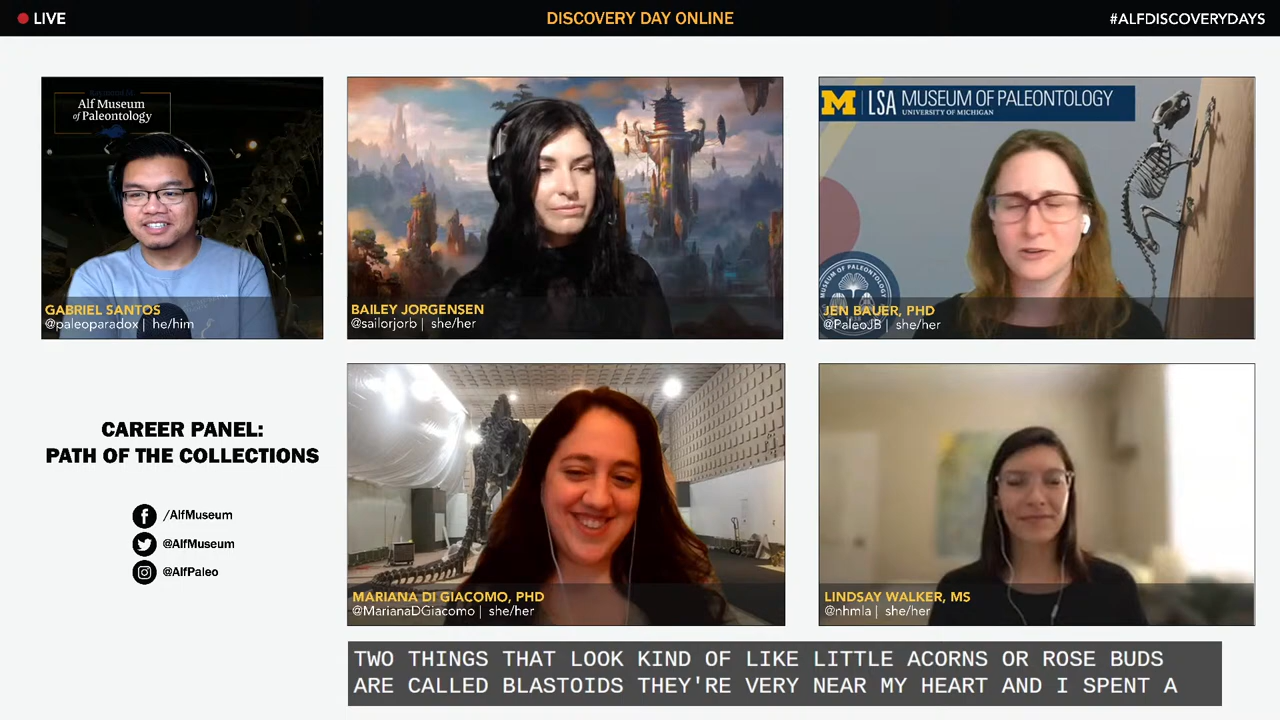 LIVE
DISCOVERY DAY ONLINE
#ALFDISCOVERYDAYS
Alf Museum
of Paleontology
GABRIEL SANTOS
@paleoparadox | he/him
BAILEY JORGENSEN
@sailorjorb | she/her
M LSA MUSEUM OF PALEONTOLOGY
UNIVERSITY OF MICHIGAN
MUSEUM OF PALEONTOLOGY
JEN BAUER, PHD
@PaleoJB | she/her
CAREER PANEL:
PATH OF THE COLLECTIONS
/AlfMuseum
@AlfMuseum
@AlfPaleo
MARIANA DI GIACOMO, PHD
@MarianaDGiacomo | she/her
LINDSAY WALKER, MS
@nhmla | she/her
TWO THINGS THAT LOOK KIND OF LIKE LITTLE ACORNS OR ROSE BUDS
ARE CALLED BLASTOIDS THEY'RE VERY NEAR MY HEART AND I SPENT A